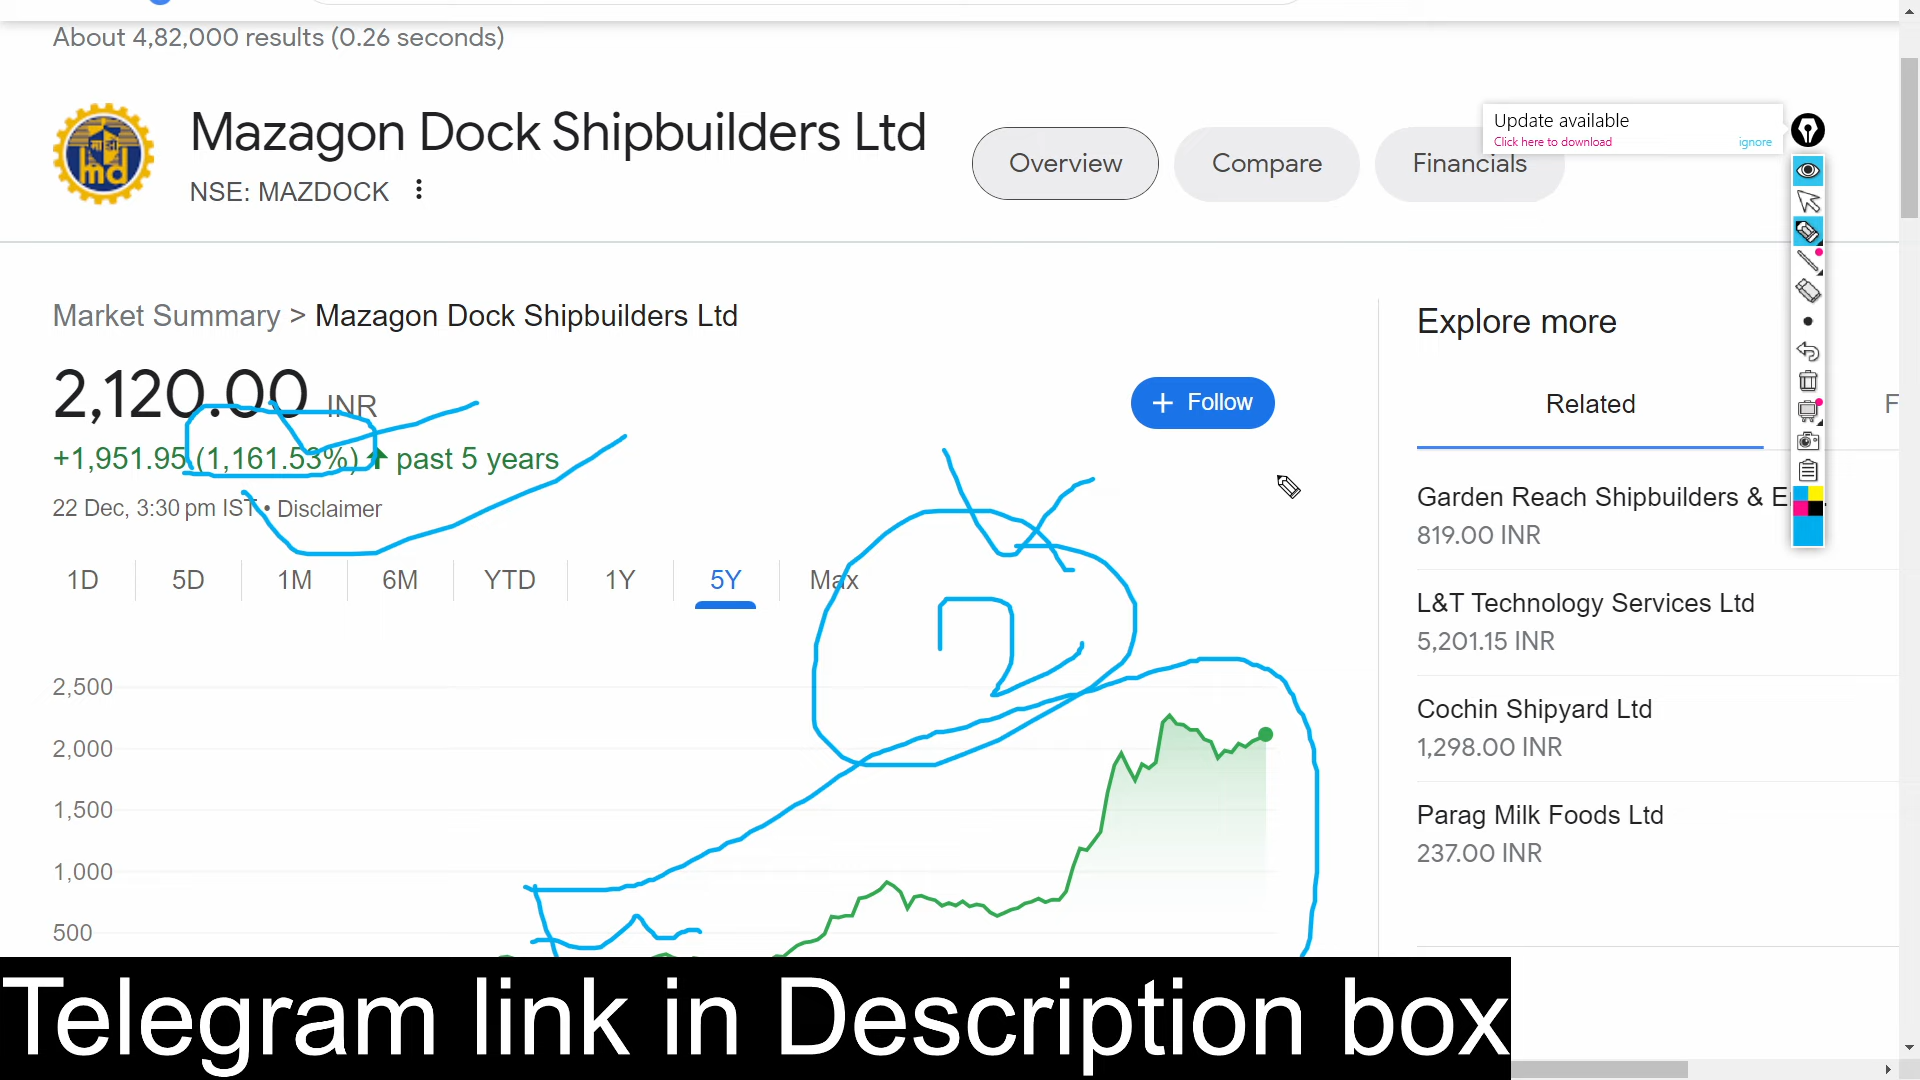 About 4,82,000 results (0.26 seconds)
Mazagon Dock Shipbuilders Ltd
NSE: MAZDOCK
overview
Compare
Financials
Update available
Click here to download
ignore
Market Summary > Mazagon Dock Shipbuilders Ltd
2,120.00 INR
+1,951.95 (1,161.53%) ↑ past 5 years
22 Dec, 3:30 pm IST • Disclaimer
+ Follow
1D
5D
1M
6M
YTD
1Y
5Y
Max
2,500
2,000
1,500
1,000
500
2
Explore more
Related
F
Garden Reach Shipbuilders & E
819.00 INR
L&T Technology Services Ltd
5,201.15 INR
Cochin Shipyard Ltd
1,298.00 INR
Parag Milk Foods Ltd
237.00 INR
Telegram link in Description box